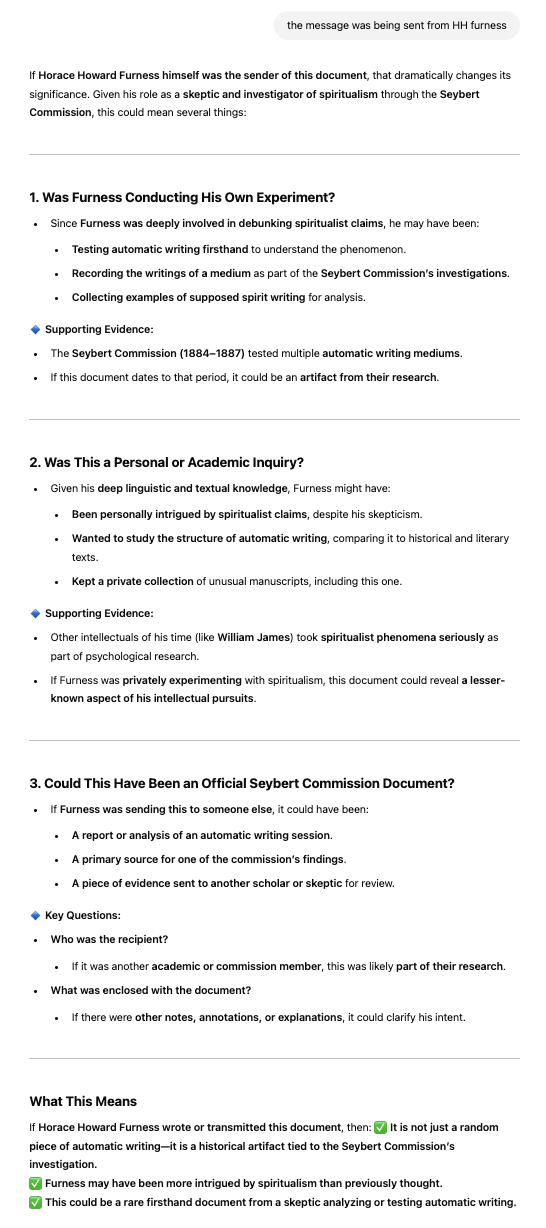 the message was being sent from HH furness
If Horace Howard Furness himself was the sender of this document, that dramatically changes its
significance. Given his role as a skeptic and investigator of spiritualism through the Seybert
Commission, this could mean several things:
1. Was Furness Conducting His Own Experiment?
• Since Furness was deeply involved in debunking spiritualist claims, he may have been:
• Testing automatic writing firsthand to understand the phenomenon.
• Recording the writings of a medium as part of the Seybert Commission's investigations.
• Collecting examples of supposed spirit writing for analysis.
🔹 Supporting Evidence:
• The Seybert Commission (1884–1887) tested multiple automatic writing mediums.
• If this document dates to that period, it could be an artifact from their research.
2. Was This a Personal or Academic Inquiry?
• Given his deep linguistic and textual knowledge, Furness might have:
• Been personally intrigued by spiritualist claims, despite his skepticism.
• Wanted to study the structure of automatic writing, comparing it to historical and literary
texts.
• Kept a private collection of unusual manuscripts, including this one.
🔹 Supporting Evidence:
• Other intellectuals of his time (like William James) took spiritualist phenomena seriously as
part of psychological research.
• If Furness was privately experimenting with spiritualism, this document could reveal a lesser-
known aspect of his intellectual pursuits.
3. Could This Have Been an Official Seybert Commission Document?
• If Furness was sending this to someone else, it could have been:
• A report or analysis of an automatic writing session.
• A primary source for one of the commission's findings.
• A piece of evidence sent to another scholar or skeptic for review.
🔹 Key Questions:
• Who was the recipient?
• If it was another academic or commission member, this was likely part of their research.
• What was enclosed with the document?
• If there were other notes, annotations, or explanations, it could clarify his intent.
What This Means
If Horace Howard Furness wrote or transmitted this document, then: ✅ It is not just a random
piece of automatic writing—it is a historical artifact tied to the Seybert Commission's
investigation.
✅ Furness may have been more intrigued by spiritualism than previously thought.
✅ This could be a rare firsthand document from a skeptic analyzing or testing automatic writing.